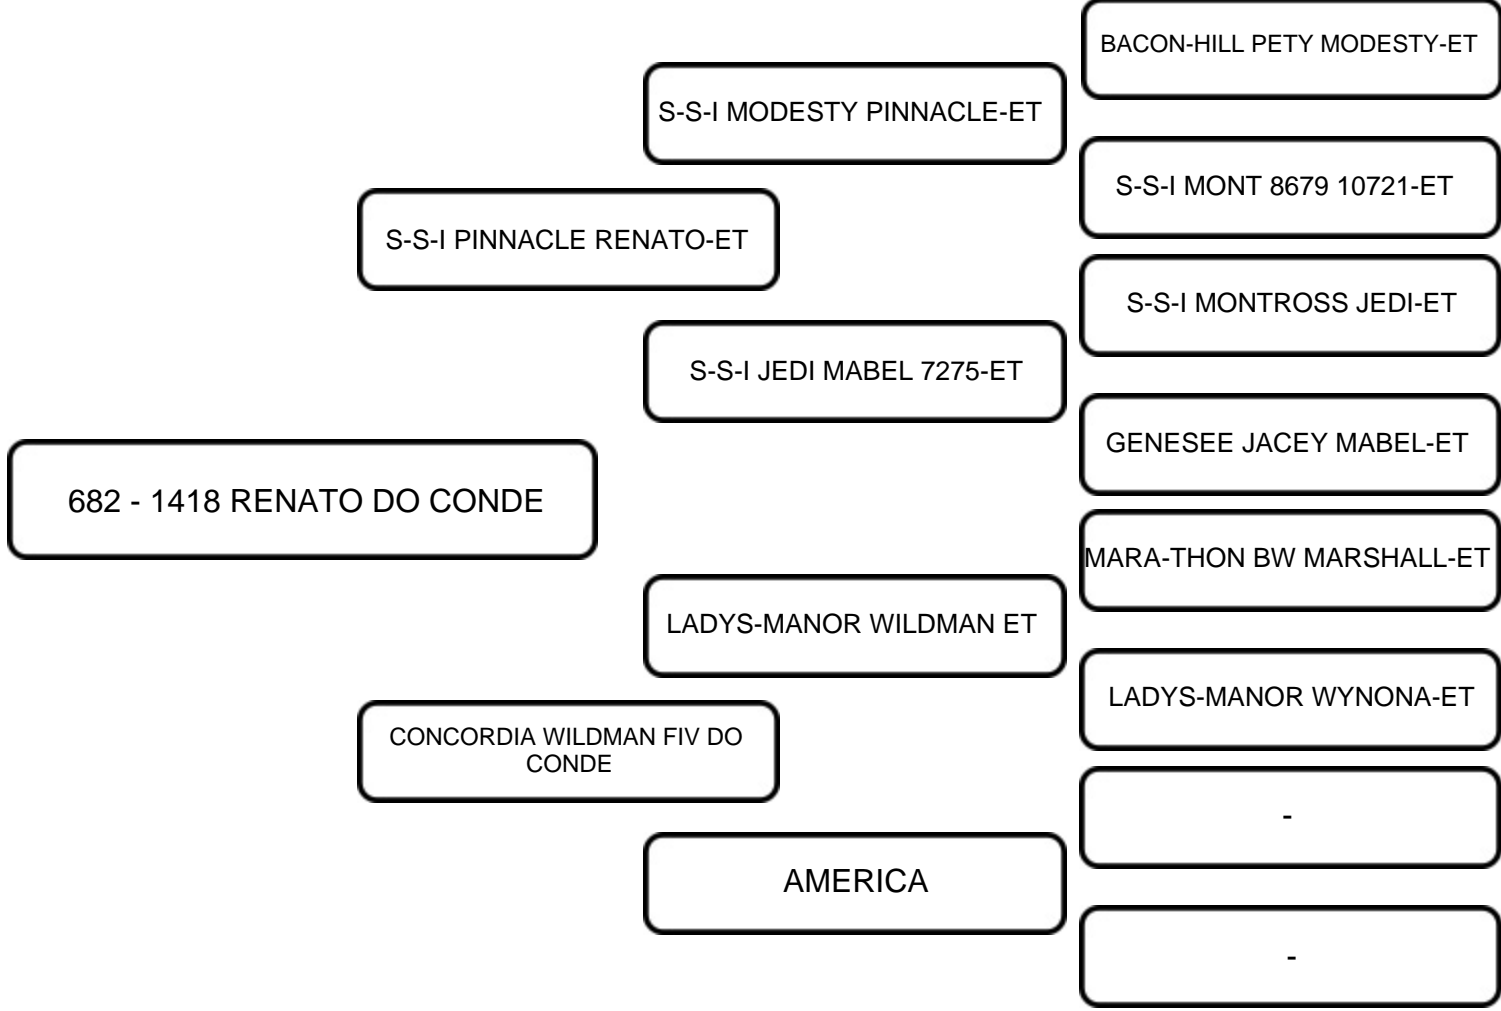 BACON-HILL PETY MODESTY-ET
S-S-I MODESTY PINNACLE-ET
S-S-I MONT 8679 10721-ET
S-S-I PINNACLE RENATO-ET
S-S-I MONTROSS JEDI-ET
S-S-I JEDI MABEL 7275-ET
GENESEE JACEY MABEL-ET
682 - 1418 RENATO DO CONDE
MARA-THON BW MARSHALL-ET
LADYS-MANOR WILDMAN ET
LADYS-MANOR WYNONA-ET
CONCORDIA WILDMAN FIV DO
CONDE
-
AMERICA
-